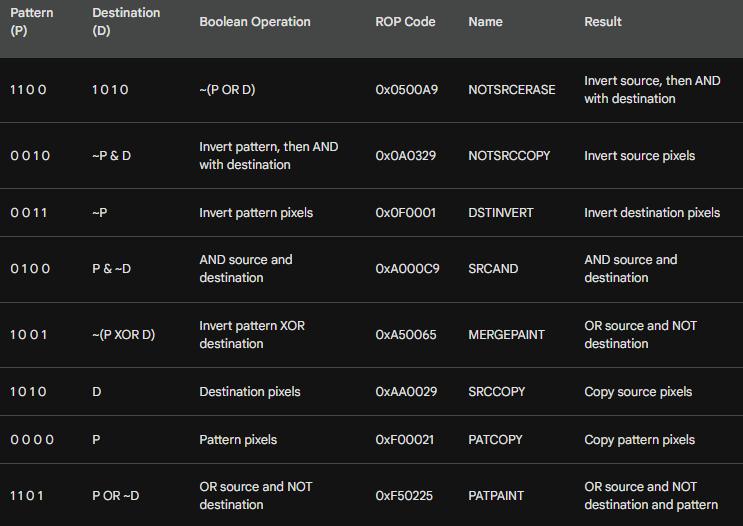 Pattern (P) Destination (D) Boolean Operation ROP Code Name Result
1 1 0 0 1 0 1 0 ~(P OR D) 0x0500A9 NOTSRCERASE Invert source, then AND with destination
0 0 1 0 ~P & D Invert pattern, then AND with destination 0x0A0329 NOTSRCCOPY Invert source pixels
0 0 1 1 ~P Invert pattern pixels 0x0F0001 DSTINVERT Invert destination pixels
0 1 0 0 P & ~D AND source and destination 0xA000C9 SRCAND AND source and destination
1 0 0 1 ~(P XOR D) Invert pattern XOR destination 0xA50065 MERGEPAINT OR source and NOT destination
1 0 1 0 D Destination pixels 0xAA0029 SRCCOPY Copy source pixels
0 0 0 0 P Pattern pixels 0xF00021 PATCOPY Copy pattern pixels
1 1 0 1 P OR ~D OR source and NOT destination 0xF50225 PATPAINT OR source and NOT destination and pattern